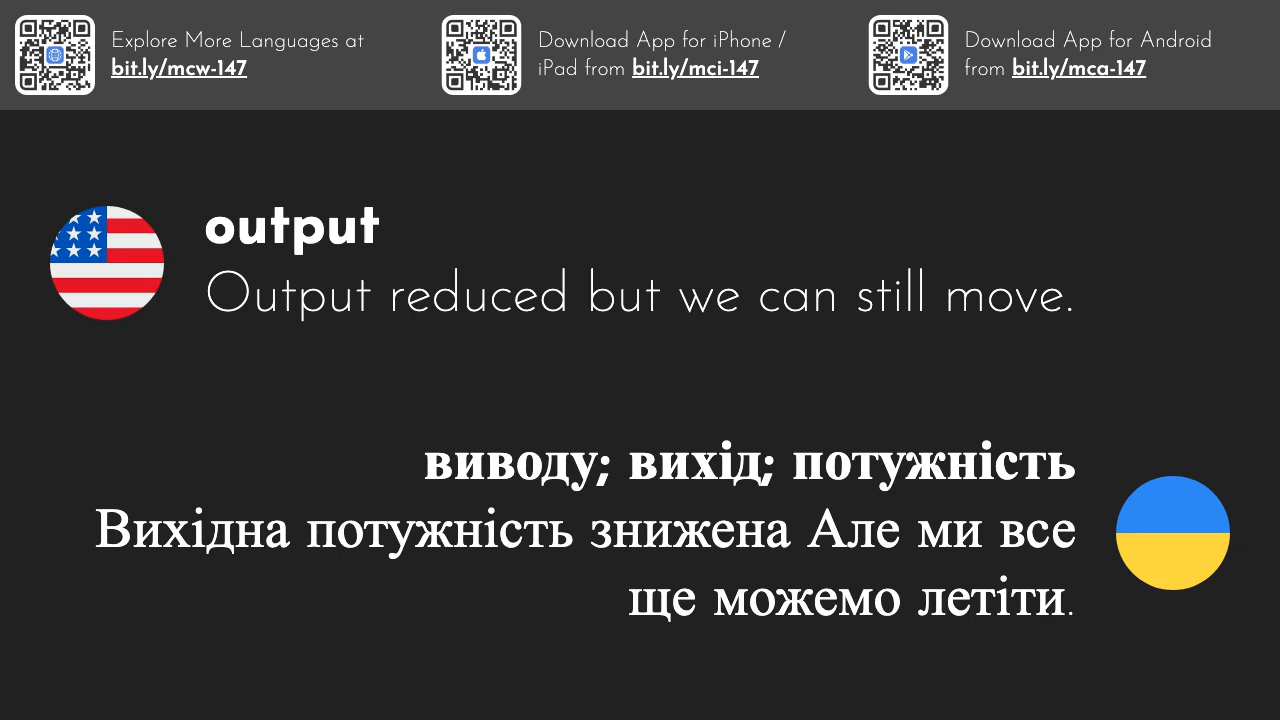 Explore More Languages at
bit.ly/mcw-147
Download App for iPhone /
iPad from bit.ly/mci-147
Download App for Android
from bit.ly/mca-147
output
Output reduced but we can still move.
виводу; вихід; потужність
Вихідна потужність знижена Але ми все
ще можемо летіти.